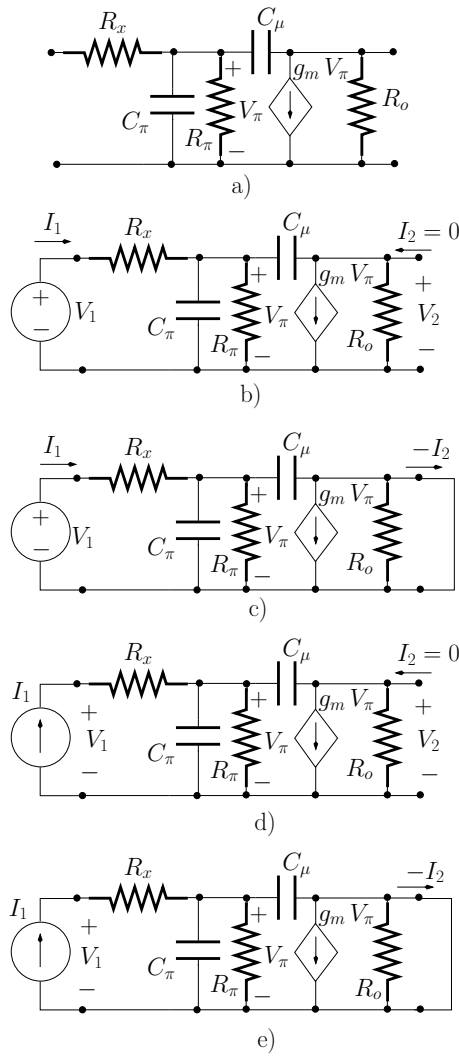 R_x
C_μ
C_π
R_π
+
V_π
−
g_m V_π
R_o
a)
I_1
R_x
C_μ
I_2 = 0
+
−
V_1
C_π
R_π
+
V_π
−
g_m V_π
R_o
+
V_2
−
b)
I_1
R_x
C_μ
−I_2
+
−
V_1
C_π
R_π
+
V_π
−
g_m V_π
R_o
c)
I_1
R_x
C_μ
I_2 = 0
+
V_1
−
C_π
R_π
+
V_π
−
g_m V_π
R_o
+
V_2
−
d)
I_1
R_x
C_μ
−I_2
+
V_1
−
C_π
R_π
+
V_π
−
g_m V_π
R_o
e)